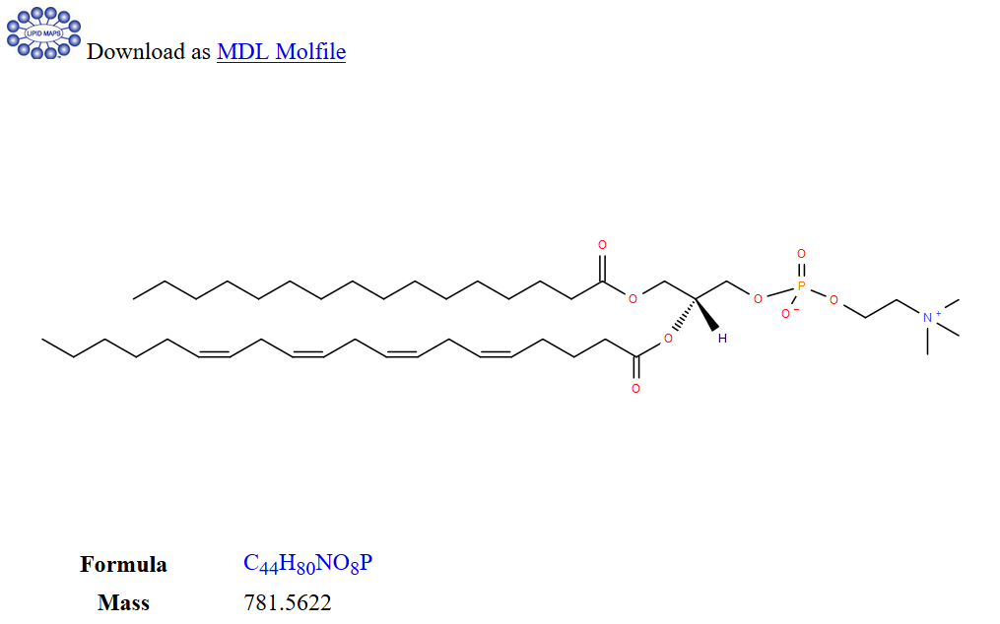 LIPID MAPS
Download as MDL Molfile
O
O
O
O
P
O
O⁻
N⁺
O
H
O
Formula C₄₄H₈₀NO₈P
Mass 781.5622